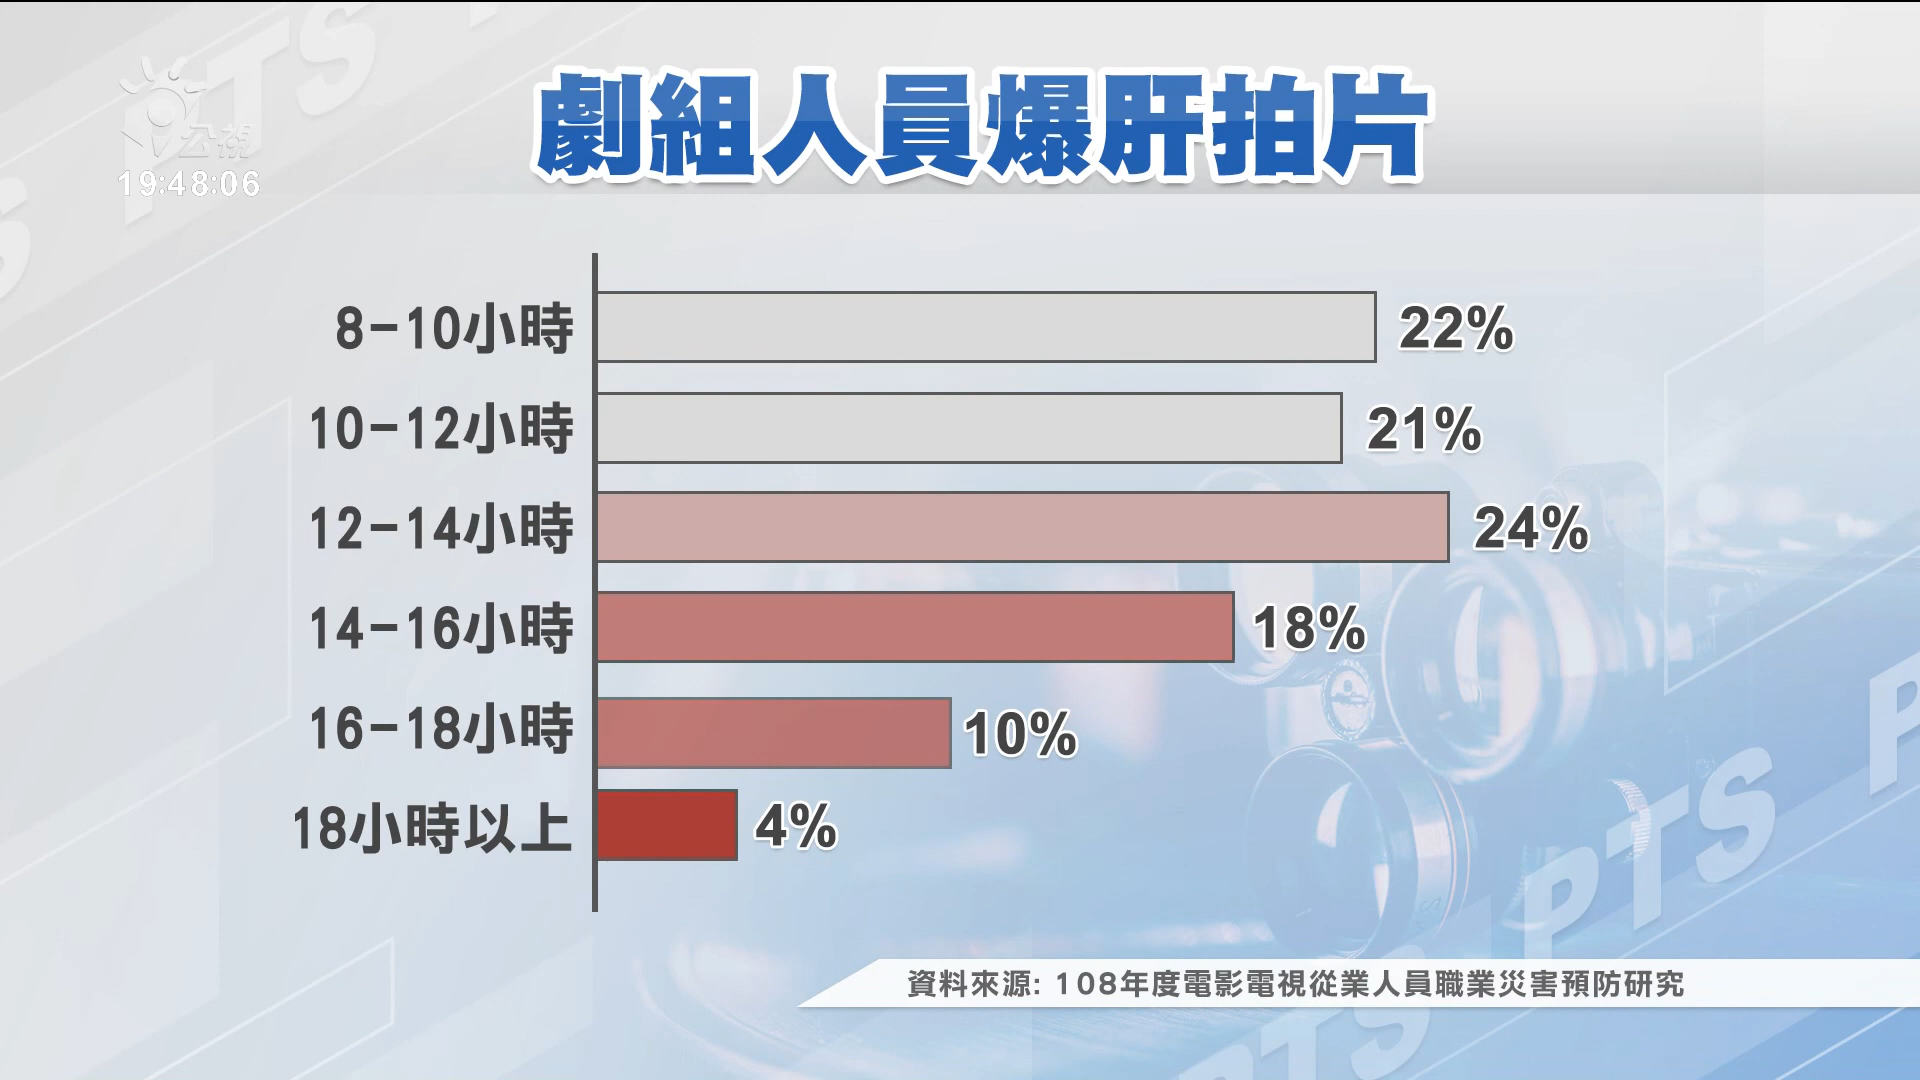 PTS
公視
19:48:06
劇組人員爆肝拍片
8-10小時 22%
10-12小時 21%
12-14小時 24%
14-16小時 18%
16-18小時 10%
18小時以上 4%
資料來源: 108年度電影電視從業人員職業災害預防研究
PTS
PTS